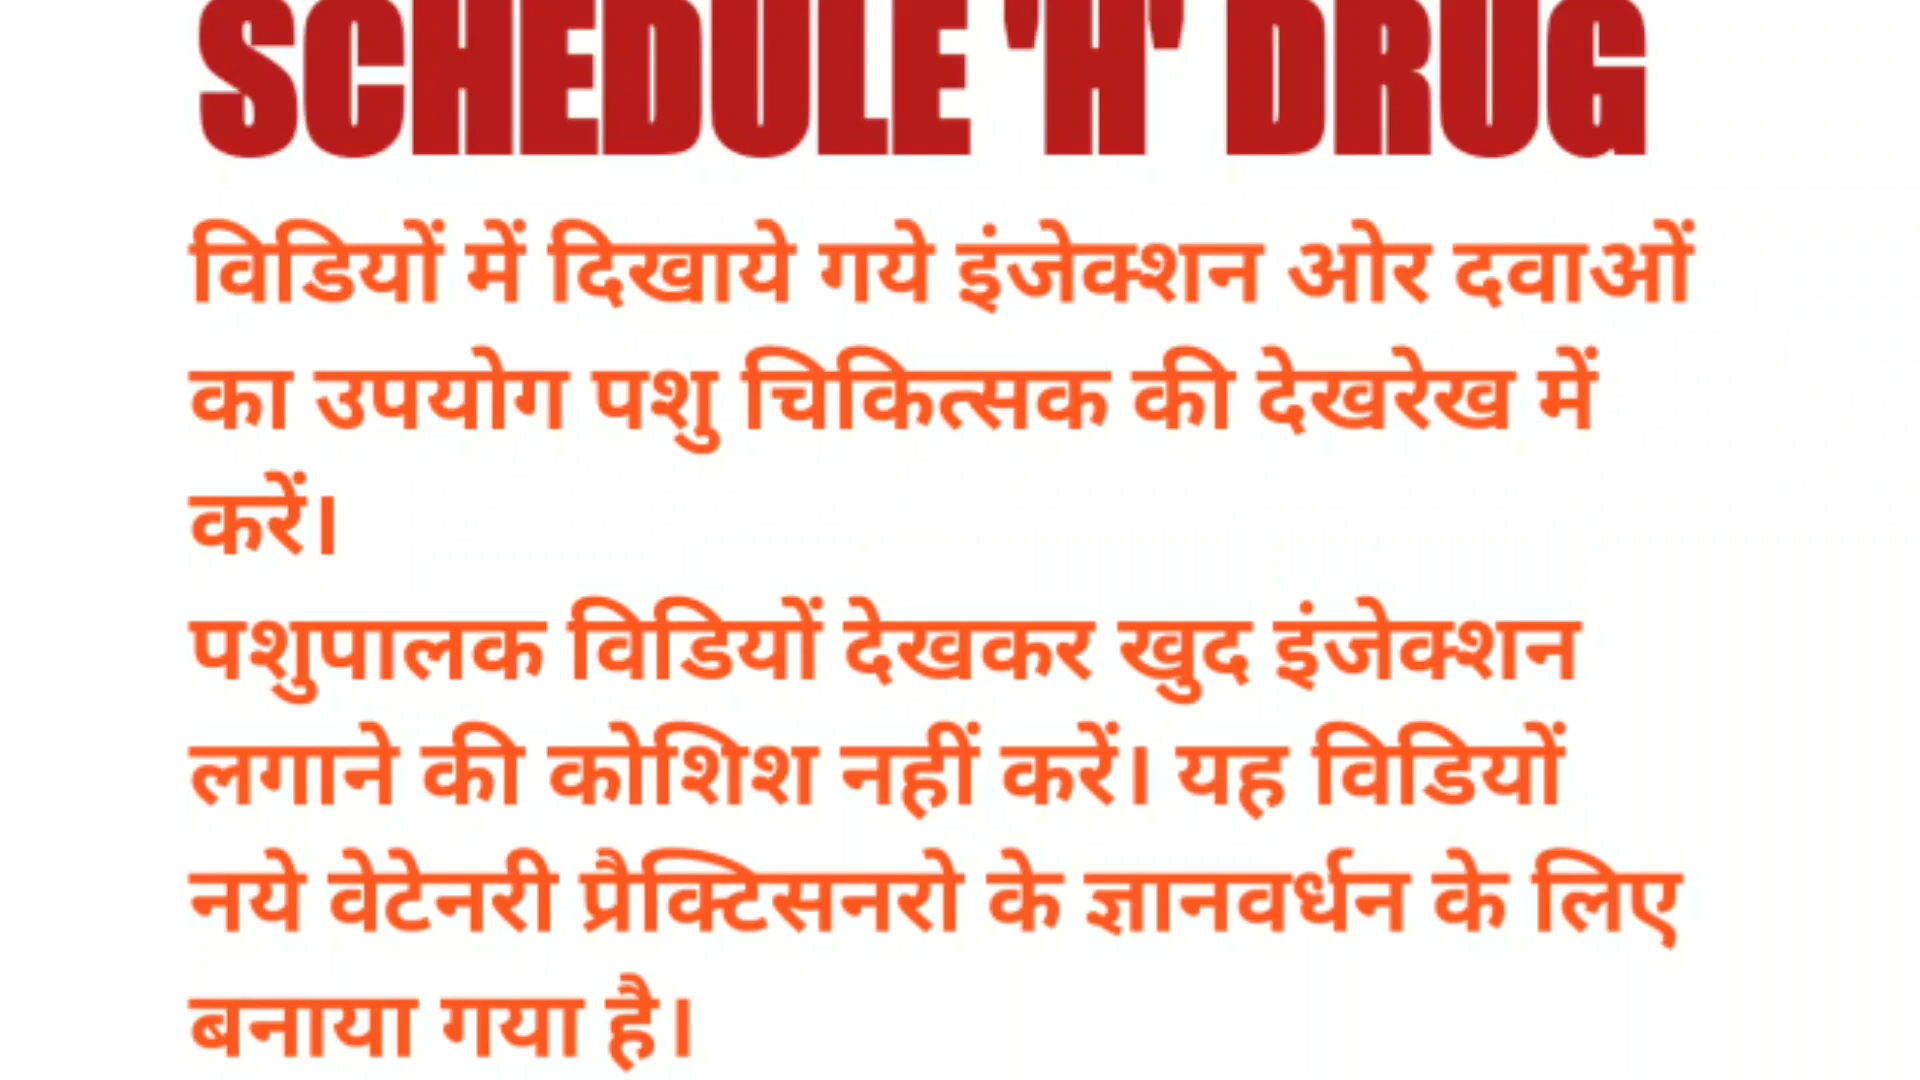 SCHEDULE 'H' DRUG
विडियों में दिखाये गये इंजेक्शन ओर दवाओं
का उपयोग पशु चिकित्सक की देखरेख में
करें।
पशुपालक विडियों देखकर खुद इंजेक्शन
लगाने की कोशिश नहीं करें। यह विडियों
नये वेटेनरी प्रैक्टिसनरो के ज्ञानवर्धन के लिए
बनाया गया है।